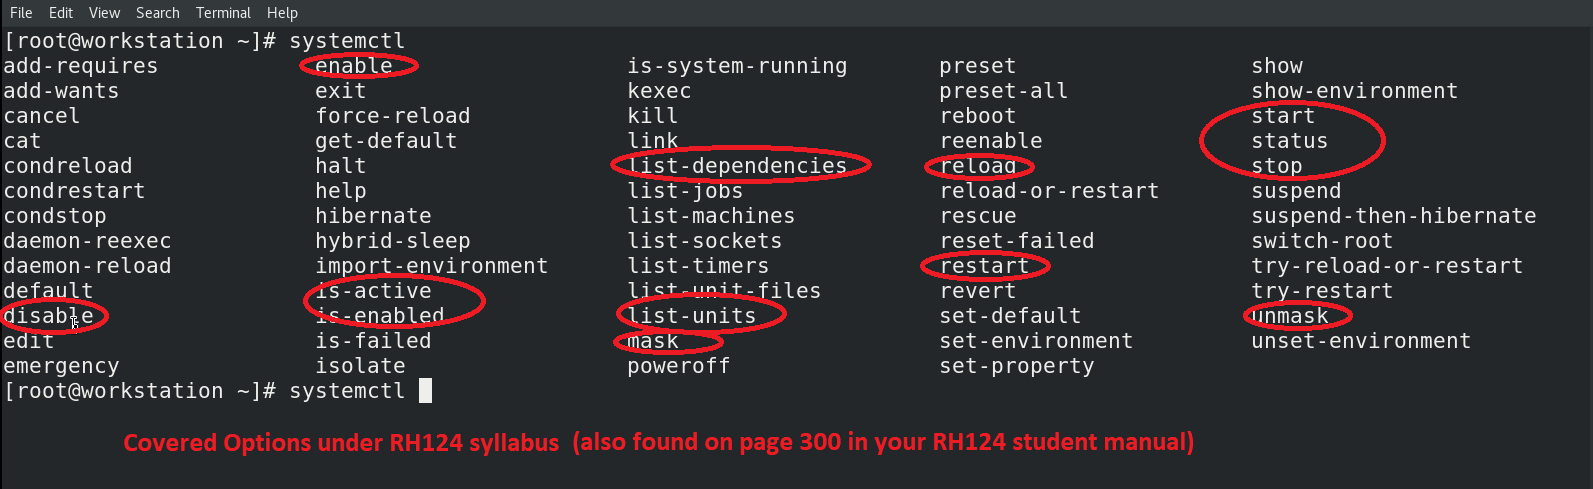 File Edit View Search Terminal Help
[root@workstation ~]# systemctl
add-requires enable is-system-running preset show
add-wants exit kexec preset-all show-environment
cancel force-reload kill reboot start
cat get-default link reenable status
condreload halt list-dependencies reload stop
condrestart help list-jobs reload-or-restart suspend
condstop hibernate list-machines rescue suspend-then-hibernate
daemon-reexec hybrid-sleep list-sockets reset-failed switch-root
daemon-reload import-environment list-timers restart try-reload-or-restart
default is-active list-unit-files revert try-restart
disable is-enabled list-units set-default unmask
edit is-failed mask set-environment unset-environment
emergency isolate poweroff set-property
[root@workstation ~]# systemctl
Covered Options under RH124 syllabus (also found on page 300 in your RH124 student manual)